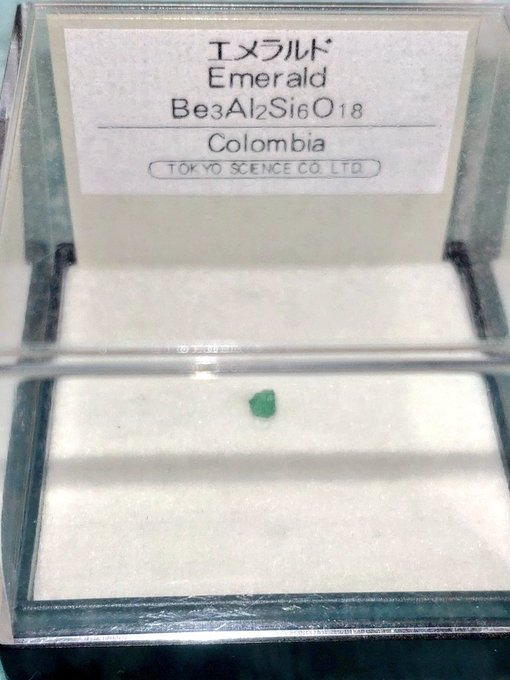 エメラルド
Emerald
Be3Al2Si6O18
Colombia
TOKYO SCIENCE CO. LTD.